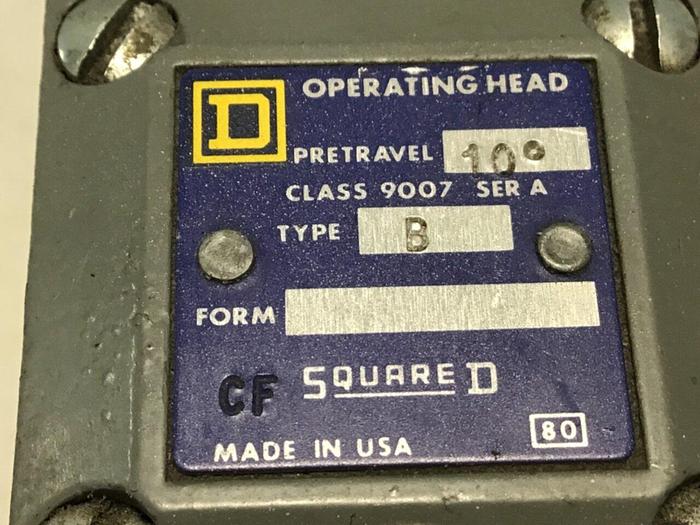 D OPERATING HEAD
PRETRAVEL 10°
CLASS 9007 SER A
TYPE B
FORM
CF SQUARE D
MADE IN USA 80